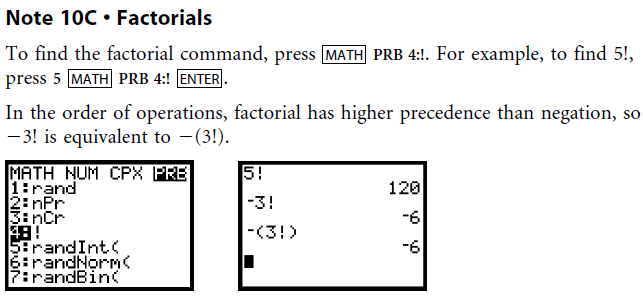 Note 10C • Factorials
To find the factorial command, press MATH PRB 4:!. For example, to find 5!,
press 5 MATH PRB 4:! ENTER.
In the order of operations, factorial has higher precedence than negation, so
−3! is equivalent to −(3!).
MATH NUM CPX PRB
1:rand
2:nPr
3:nCr
4:!
5:randInt(
6:randNorm(
7:randBin(
5!
120
-3!
-6
-(3!)
-6